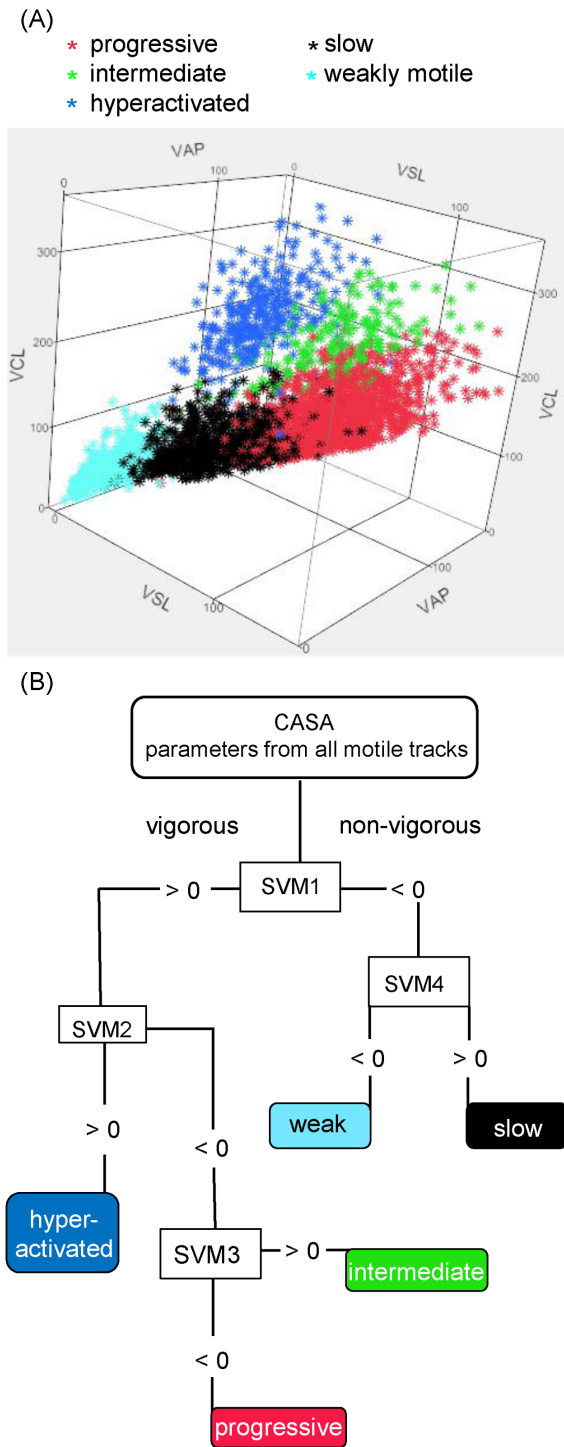 (A)
* progressive * slow
* intermediate * weakly motile
* hyperactivated
VAP VSL
0 100 0 100
300 300
200 200
VCL VCL
100 100
0 0 0
VSL 100 100 VAP
0
(B)
CASA
parameters from all motile tracks
vigorous non-vigorous
> 0 SVM1 < 0
SVM4
SVM2
< 0 > 0
> 0 weak slow
< 0
hyper-
activated
SVM3 > 0 intermediate
< 0
progressive